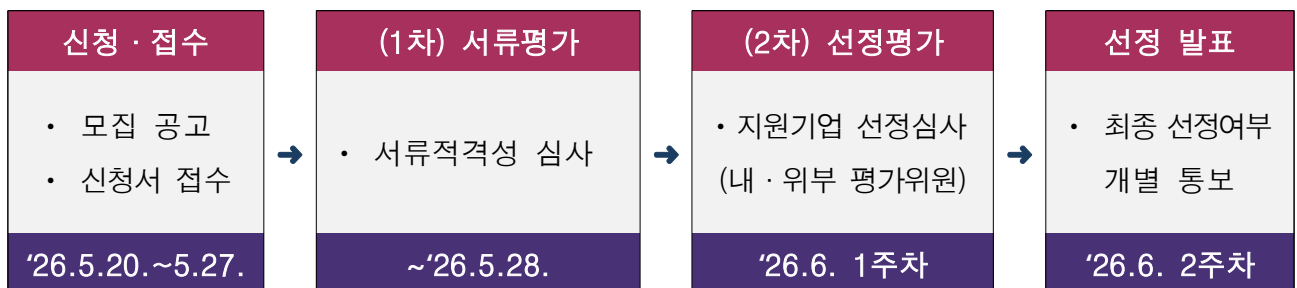 신청 · 접수
• 모집 공고
• 신청서 접수
‘26.5.20.~5.27.
➜
(1차) 서류평가
• 서류적격성 심사
~‘26.5.28.
➜
(2차) 선정평가
• 지원기업 선정심사
(내 · 위부 평가위원)
‘26.6. 1주차
➜
선정 발표
• 최종 선정여부
개별 통보
‘26.6. 2주차